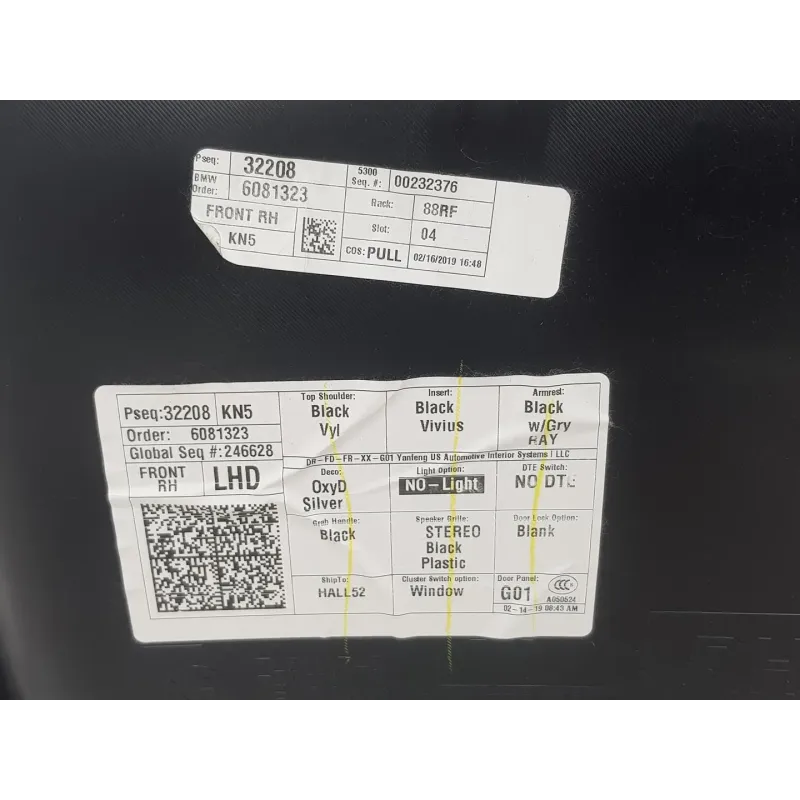 Pseq: 32208
5300 Seq. #: 00232376
BMW Order: 6081323
Rack: 88RF
FRONT RH
Slot: 04
KN5
COS: PULL
02/16/2019 16:48
Pseq:32208 KN5
Order: 6081323
Global Seq #:246628
FRONT RH LHD
Top Shoulder:
Black
Vyl
Insert:
Black
Vivius
Armrest:
Black
w/Gry
DR-FD-FR-XX-G01 Yanfeng US Automotive Interior Systems I LLC
Deco:
OxyD
Silver
Light Option:
NO-Light
DTE Switch:
NO DTE
Grab Handle:
Black
Speaker Grille:
STEREO
Black
Plastic
Door Lock Option:
Blank
ShipTo:
HALL52
Cluster Switch option:
Window
Door Panel:
G01
CCC
A050524
02-14-19 08:43 AM